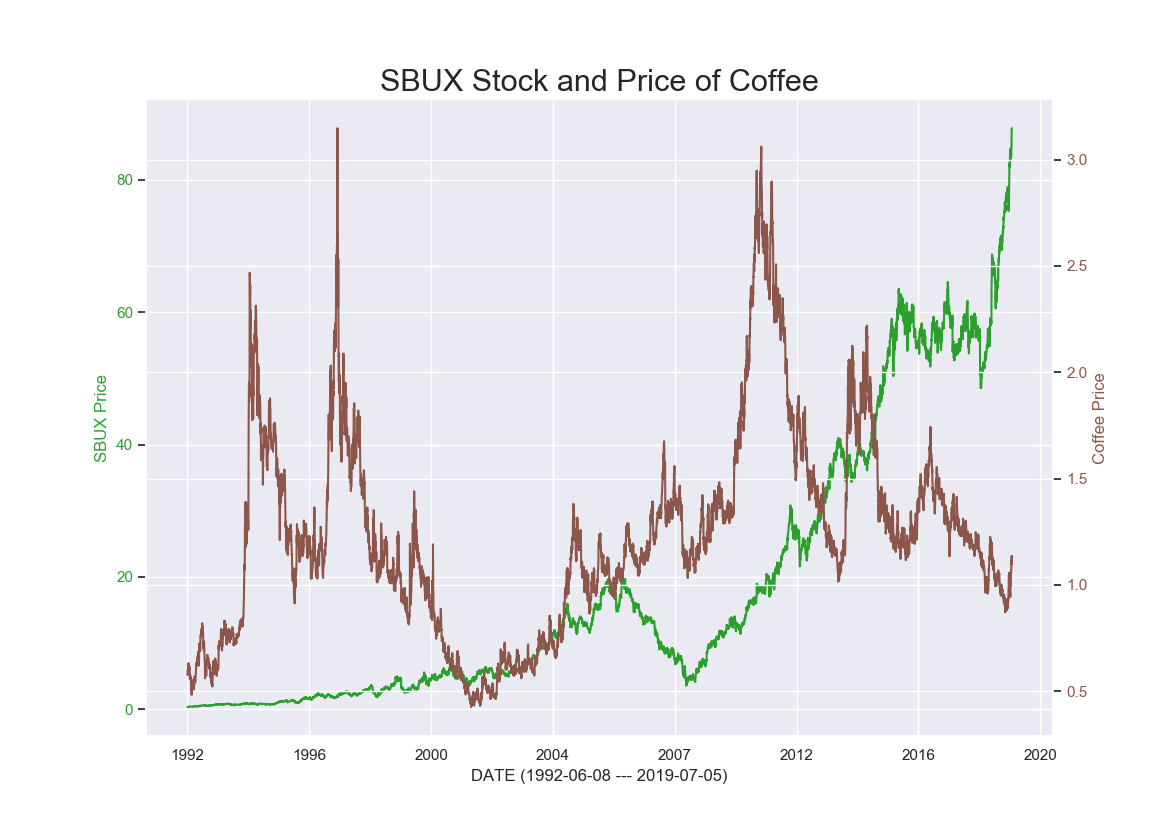 SBUX Stock and Price of Coffee
80
60
40
20
0
SBUX Price
3.0
2.5
2.0
1.5
1.0
0.5
Coffee Price
1992 1996 2000 2004 2007 2012 2016 2020
DATE (1992-06-08 --- 2019-07-05)